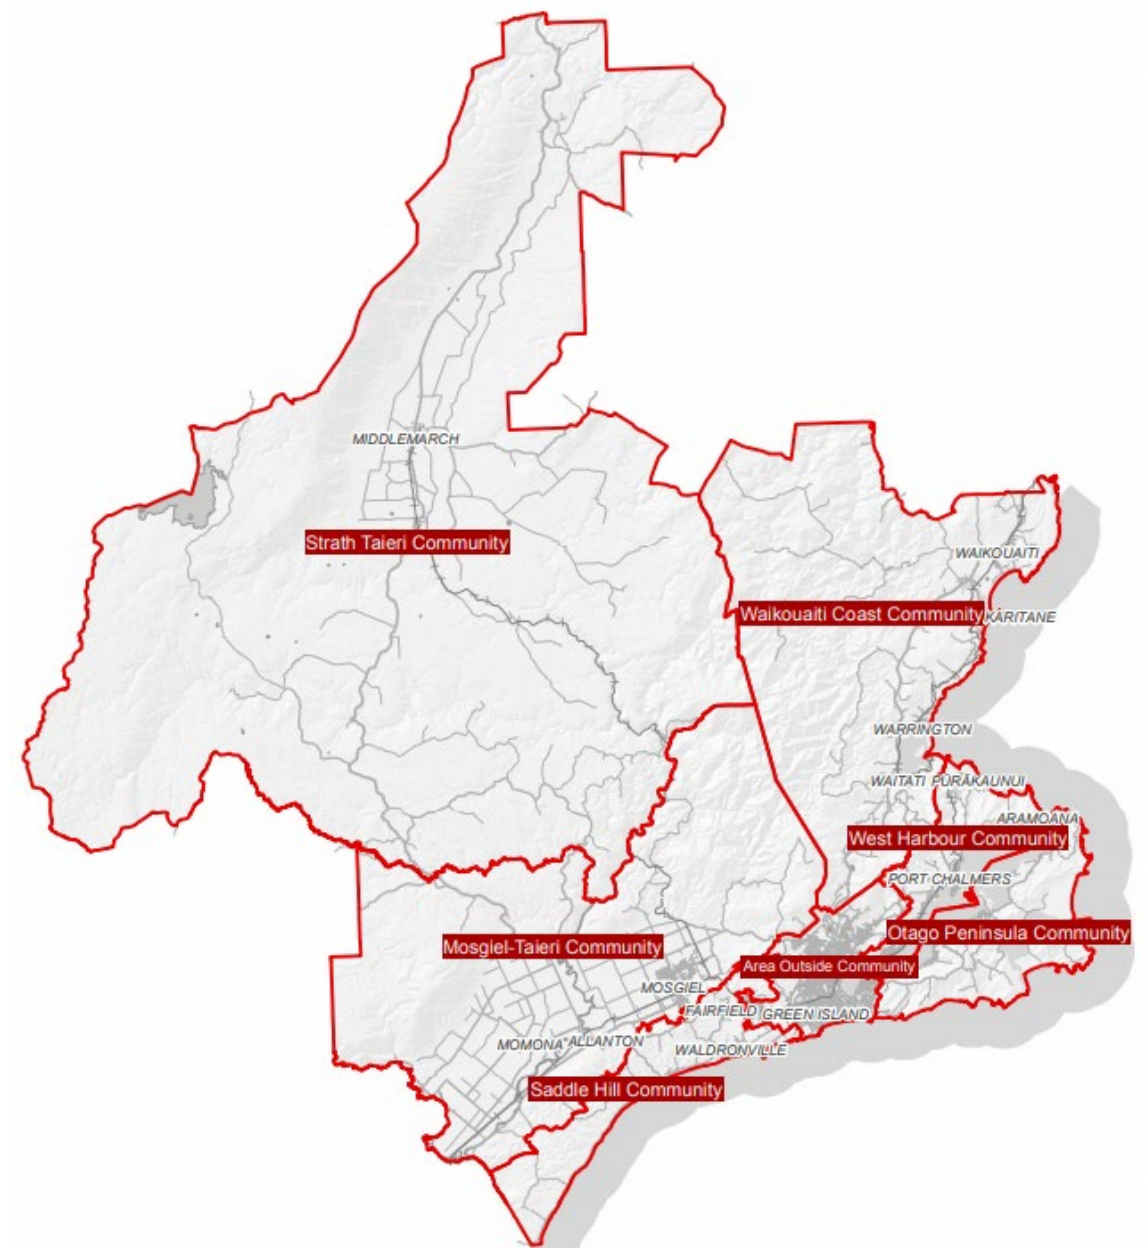 MIDDLEMARCH
Strath Taieri Community
WAIKOUAITI
Waikouaiti Coast Community
KARITANE
WARRINGTON
WAITATI
PŪRĀKAUNUI
ARAMOANA
West Harbour Community
PORT CHALMERS
Otago Peninsula Community
Mosgiel-Taieri Community
Area Outside Community
MOSGIEL
FAIRFIELD
GREEN ISLAND
MOMONA
ALLANTON
WALDRONVILLE
Saddle Hill Community